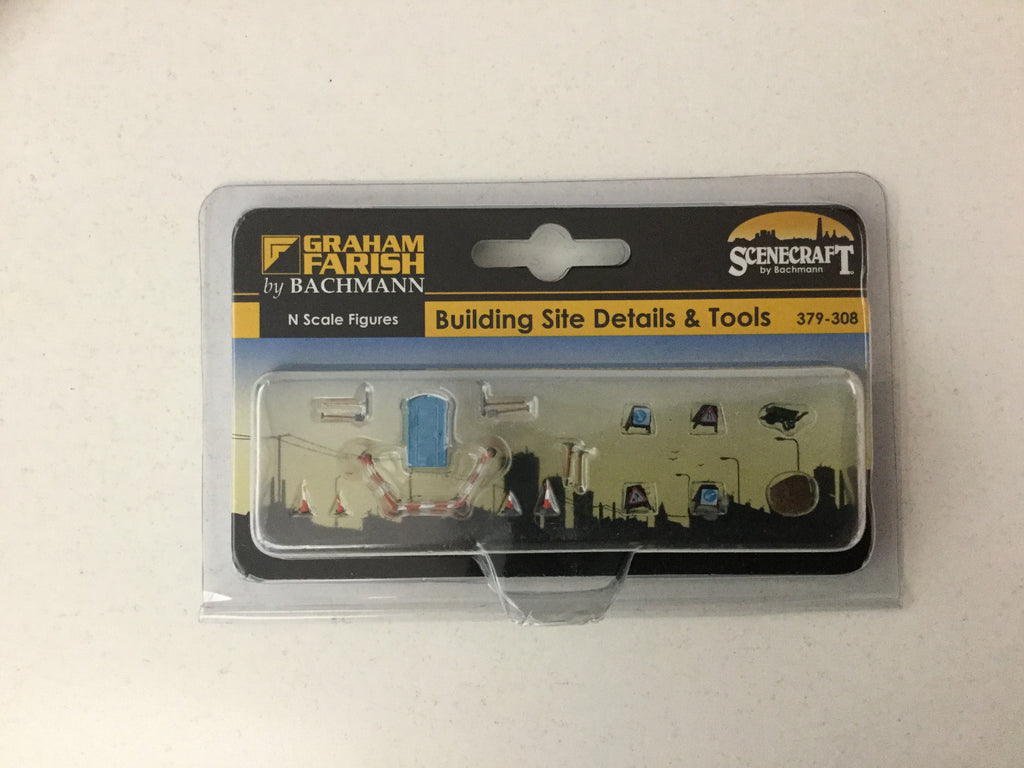 GRAHAM
FARISH
by BACHMANN
SCENECRAFT
by Bachmann
N Scale Figures
Building Site Details & Tools
379-308